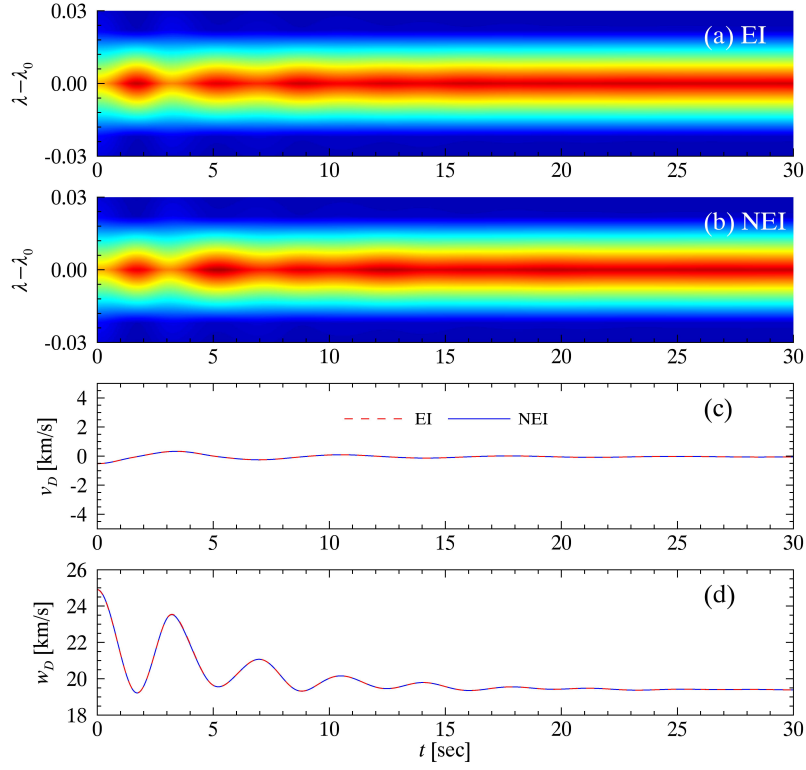 0.03
(a) EI
λ − λ0
0.00
-0.03
0 5 10 15 20 25 30
0.03
(b) NEI
λ − λ0
0.00
-0.03
0 5 10 15 20 25 30
4
(c)
EI NEI
2
vD [km/s]
0
-2
-4
0 5 10 15 20 25 30
26
(d)
24
wD [km/s]
22
20
18
0 5 10 15 20 25 30
t [sec]